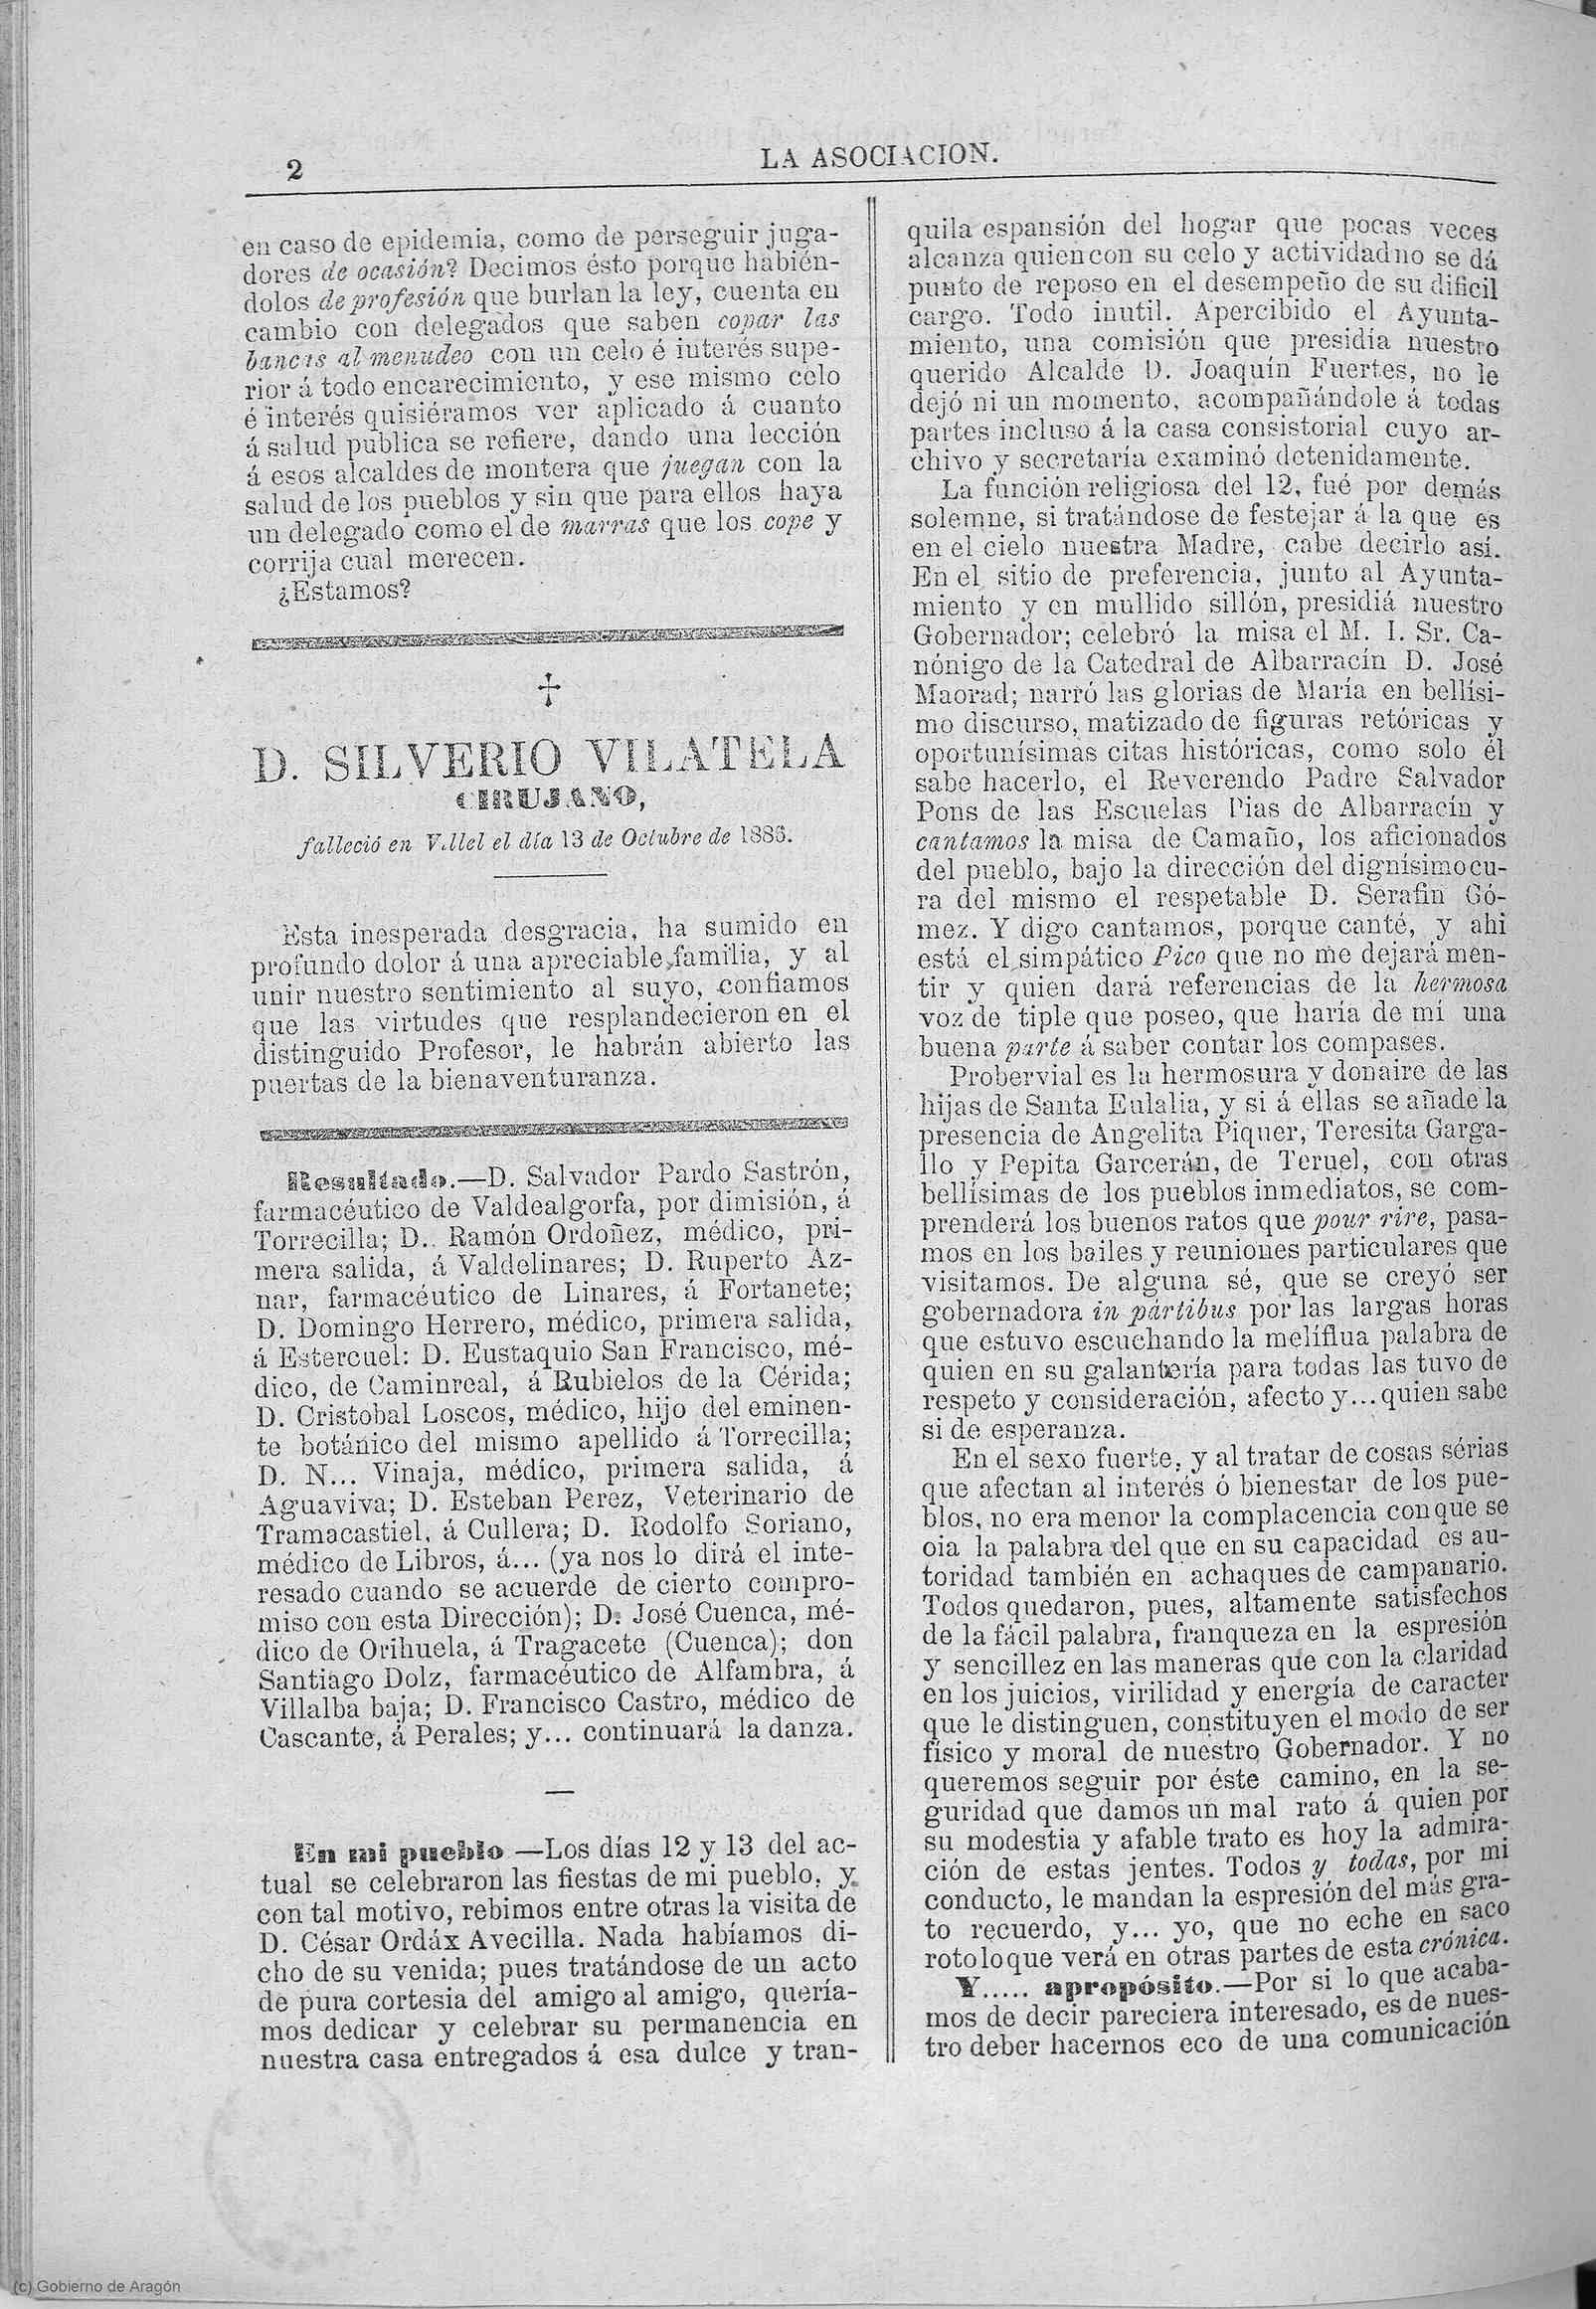 2
LA ASOCIACION.
en caso de epidemia, como de perseguir juga-
dores de ocasión? Decimos ésto porque habién-
dolos de profesión que burlan la ley, cuenta en
cambio con delegados que saben copar las
bancas al menudeo con un celo é interés supe-
rior á todo encarecimiento, y ese mismo celo
é interés quisiéramos ver aplicado á cuanto
á salud publica se refiere, dando una lección
á esos alcaldes de montera que juegan con la
salud de los pueblos y sin que para ellos haya
un delegado como el de marras que los cope y
corrija cual merecen.
¿Estamos?
D. SILVERIO VILATELA
CIRUJANO,
falleció en Villel el día 13 de Octubre de
Esta inesperada desgracia, ha sumido en
profundo dolor á una apreciable familia, y al
unir nuestro sentimiento al suyo, confiamos
que las virtudes que resplandecieron en el
distinguido Profesor, le habrán abierto las
puertas de la bienaventuranza.
Resultado.—D. Salvador Pardo Sastrón,
farmacéutico de Valdealgorfa, por dimisión, á
Torrecilla; D. Ramón Ordoñez, médico, pri-
mera salida, á Valdelinares; D. Ruperto Az-
nar, farmacéutico de Linares, á Fortanete;
D. Domingo Herrero, médico, primera salida,
á Estercuel: D. Eustaquio San Francisco, mé-
dico, de Caminreal, á Rubielos de la Cérida;
D. Cristobal Loscos, médico, hijo del eminen-
te botánico del mismo apellido á Torrecilla;
D. N... Vinaja, médico, primera salida, á
Aguaviva; D. Esteban Perez, Veterinario de
Tramacastiel, á Cullera; D. Rodolfo Soriano,
médico de Libros, á... (ya nos lo dirá el inte-
resado cuando se acuerde de cierto compro-
miso con esta Dirección); D. José Cuenca, mé-
dico de Orihuela, á Tragacete (Cuenca); don
Santiago Dolz, farmacéutico de Alfambra, á
Villalba baja; D. Francisco Castro, médico de
Cascante, á Perales; y... continuará la danza.
En mi pueblo —Los días 12 y 13 del ac-
tual se celebraron las fiestas de mi pueblo, y
con tal motivo, rebimos entre otras la visita de
D. César Ordáx Avecilla. Nada habíamos di-
cho de su venida; pues tratándose de un acto
de pura cortesia del amigo al amigo, quería-
mos dedicar y celebrar su permanencia en
nuestra casa entregados á esa dulce y tran-
quila espansión del hogar que pocas veces
alcanza quien con su celo y actividad no se dá
punto de reposo en el desempeño de su dificil
cargo. Todo inutil. Apercibido el Ayunta-
miento, una comisión que presidía nuestro
querido Alcalde D. Joaquín Fuertes, no le
dejó ni un momento, acompañándole á todas
partes incluso á la casa consistorial cuyo ar-
chivo y secretaría examinó detenidamente.
La función religiosa del 12, fué por demás
solemne, si tratándose de festejar á la que es
en el cielo nuestra Madre, cabe decirlo así.
En el sitio de preferencia, junto al Ayunta-
miento y en mullido sillón, presidiá nuestro
Gobernador; celebró la misa el M. I. Sr. Ca-
nónigo de la Catedral de Albarracín D. José
Maorad; narró las glorias de María en bellísi-
mo discurso, matizado de figuras retóricas y
oportunísimas citas históricas, como solo él
sabe hacerlo, el Reverendo Padre Salvador
Pons de las Escuelas Pias de Albarracín y
cantamos la misa de Camaño, los aficionados
del pueblo, bajo la dirección del dignísimo cu-
ra del mismo el respetable D. Serafin Gó-
mez. Y digo cantamos, porque canté, y ahi
está el simpático Pico que no me dejará men-
tir y quien dará referencias de la hermosa
voz de tiple que poseo, que haría de mí una
buena parte á saber contar los compases.
Probervial es la hermosura y donaire de las
hijas de Santa Eulalia, y si á ellas se añade la
presencia de Angelita Piquer, Teresita Garga-
llo y Pepita Garcerán, de Teruel, con otras
bellísimas de los pueblos inmediatos, se com-
prenderá los buenos ratos que pour rire, pasa-
mos en los bailes y reuniones particulares que
visitamos. De alguna sé, que se creyó ser
gobernadora in pártibus por las largas horas
que estuvo escuchando la melíflua palabra de
quien en su galantería para todas las tuvo de
respeto y consideración, afecto y... quien sabe
si de esperanza.
En el sexo fuerte, y al tratar de cosas sérias
que afectan al interés ó bienestar de los pue-
blos, no era menor la complacencia con que se
oia la palabra del que en su capacidad es au-
toridad también en achaques de campanario.
Todos quedaron, pues, altamente satisfechos
de la fácil palabra, franqueza en la espresión
y sencillez en las maneras que con la claridad
en los juicios, virilidad y energía de caracter
que le distinguen, constituyen el modo de ser
físico y moral de nuestro Gobernador. Y no
queremos seguir por éste camino, en la se-
guridad que damos un mal rato á quien por
su modestia y afable trato es hoy la admira-
ción de estas jentes. Todos y todas, por mi
conducto, le mandan la espresión del más gra-
to recuerdo, y... yo, que no eche en saco
roto lo que verá en otras partes de esta crónica.
Y..... apropósito.—Por si lo que acaba-
mos de decir pareciera interesado, es de nues-
tro deber hacernos eco de una comunicación
(c) Gobierno de Aragón